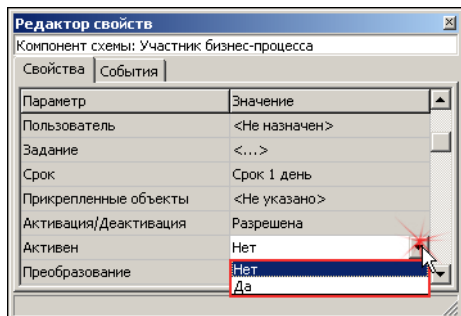 Редактор свойств
Компонент схемы: Участник бизнес-процесса
Свойства События
Параметр Значение
Пользователь <Не назначен>
Задание <...>
Срок Срок 1 день
Прикрепленные объекты <Не указано>
Активация/Деактивация Разрешена
Активен Нет
Преобразование Нет
Да